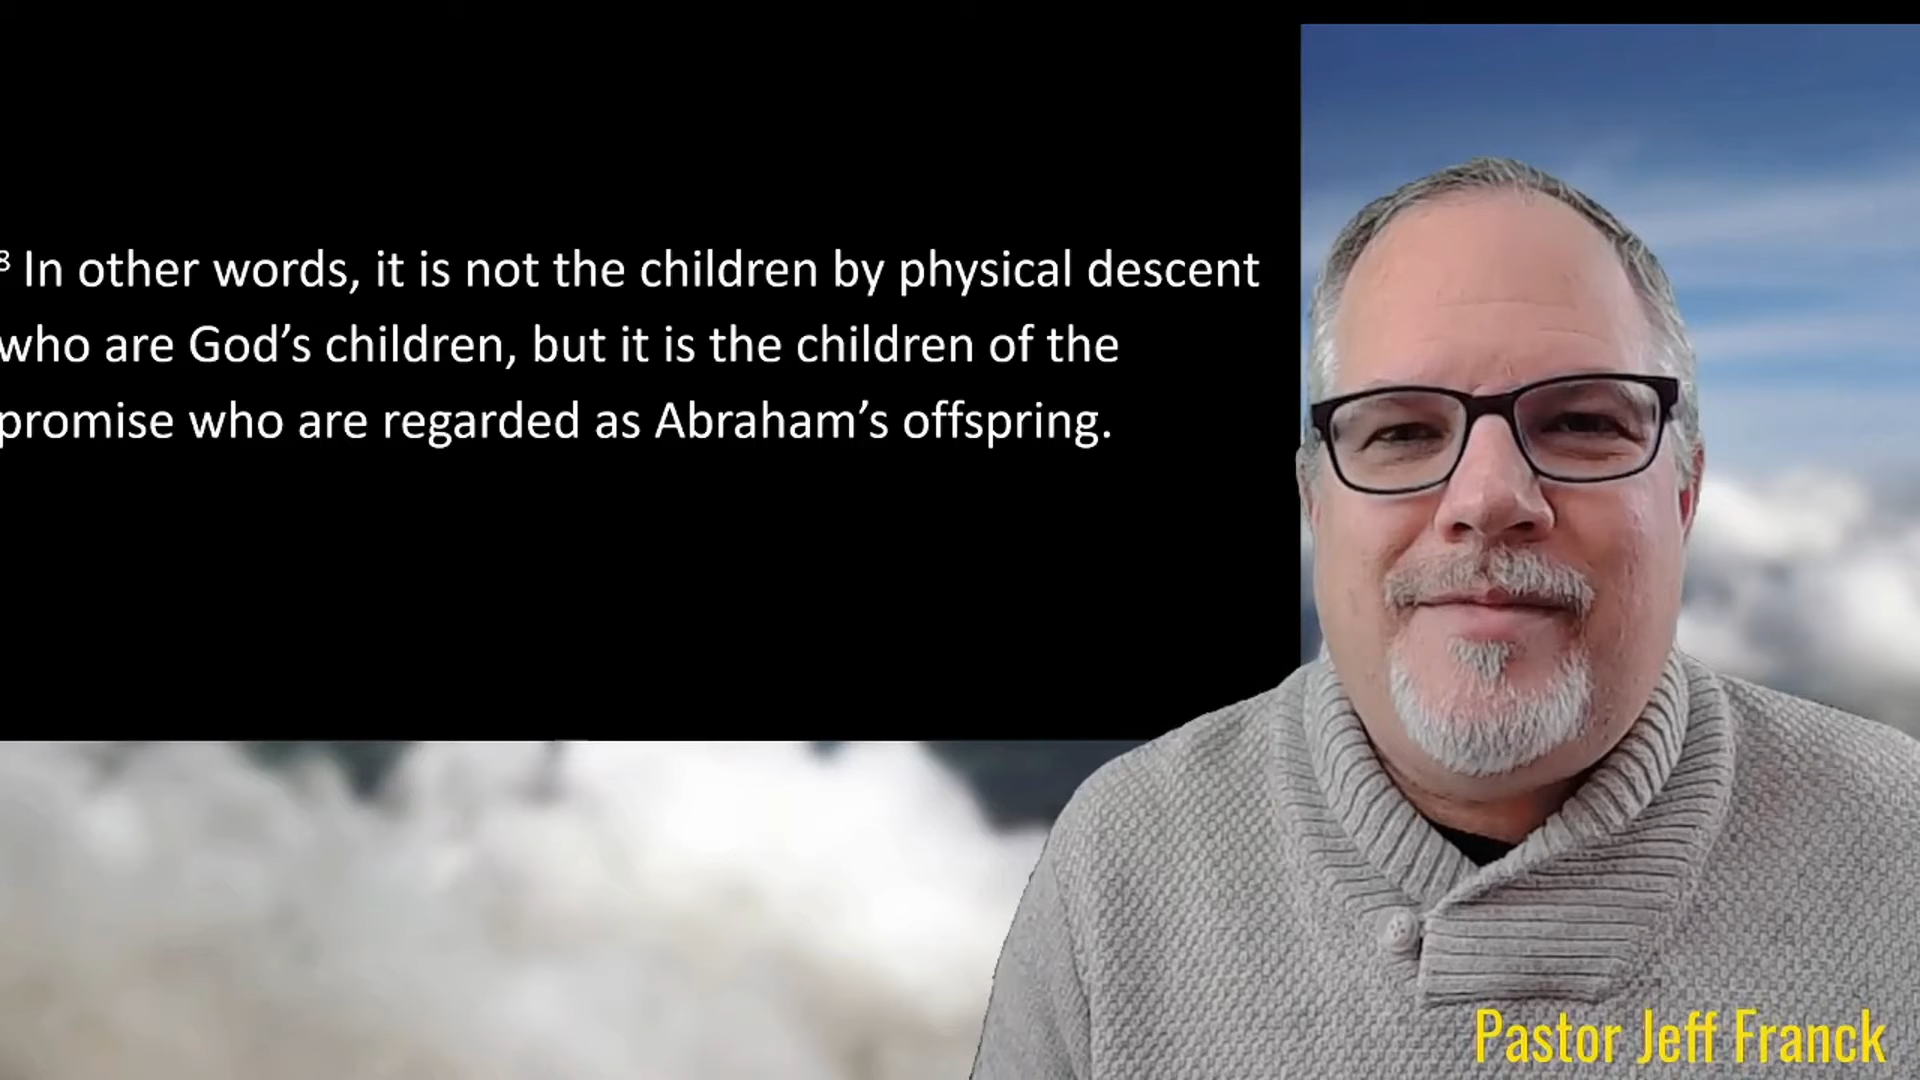 8 In other words, it is not the children by physical descent
who are God’s children, but it is the children of the
promise who are regarded as Abraham’s offspring.
Pastor Jeff Franck